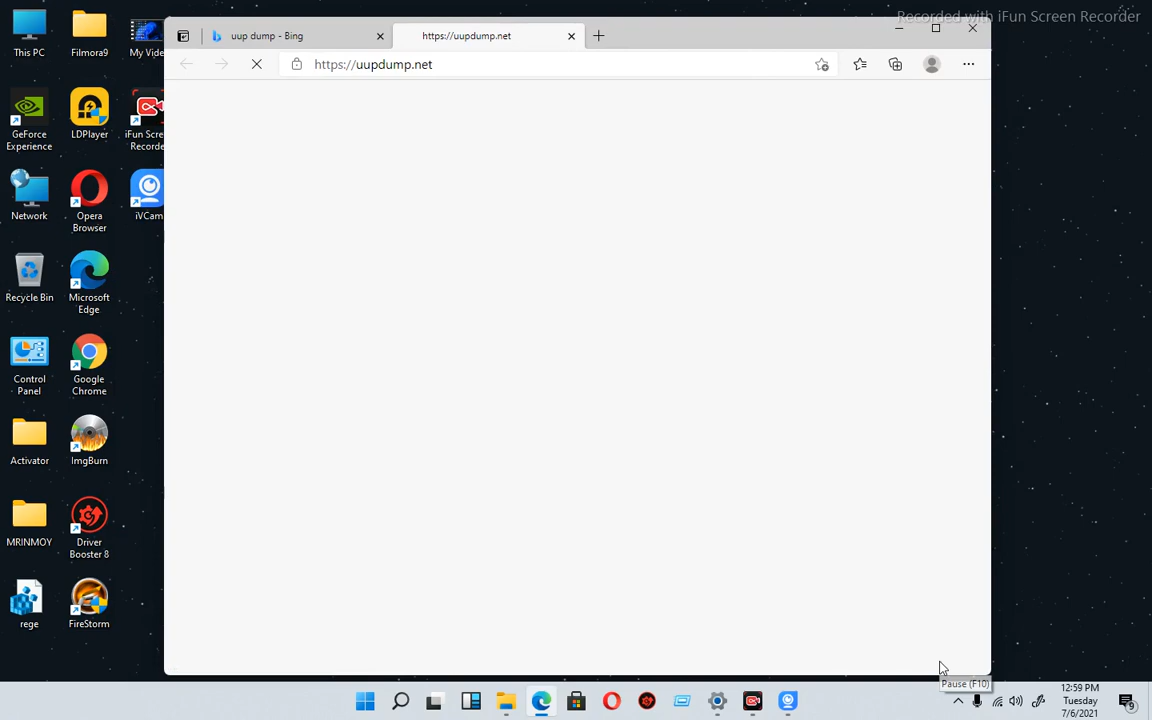 Recorded with iFun Screen Recorder
uup dump - Bing
https://uupdump.net
https://uupdump.net
This PC
Filmora9
My Vide
GeForce
Experience
LDPlayer
iFun Scre
Recorde
Network
Opera
Browser
iVCam
Recycle Bin
Microsoft
Edge
Control
Panel
Google
Chrome
Activator
ImgBurn
MRINMOY
Driver
Booster 8
rege
FireStorm
Pause (F10)
12:59 PM
Tuesday
7/6/2021
9